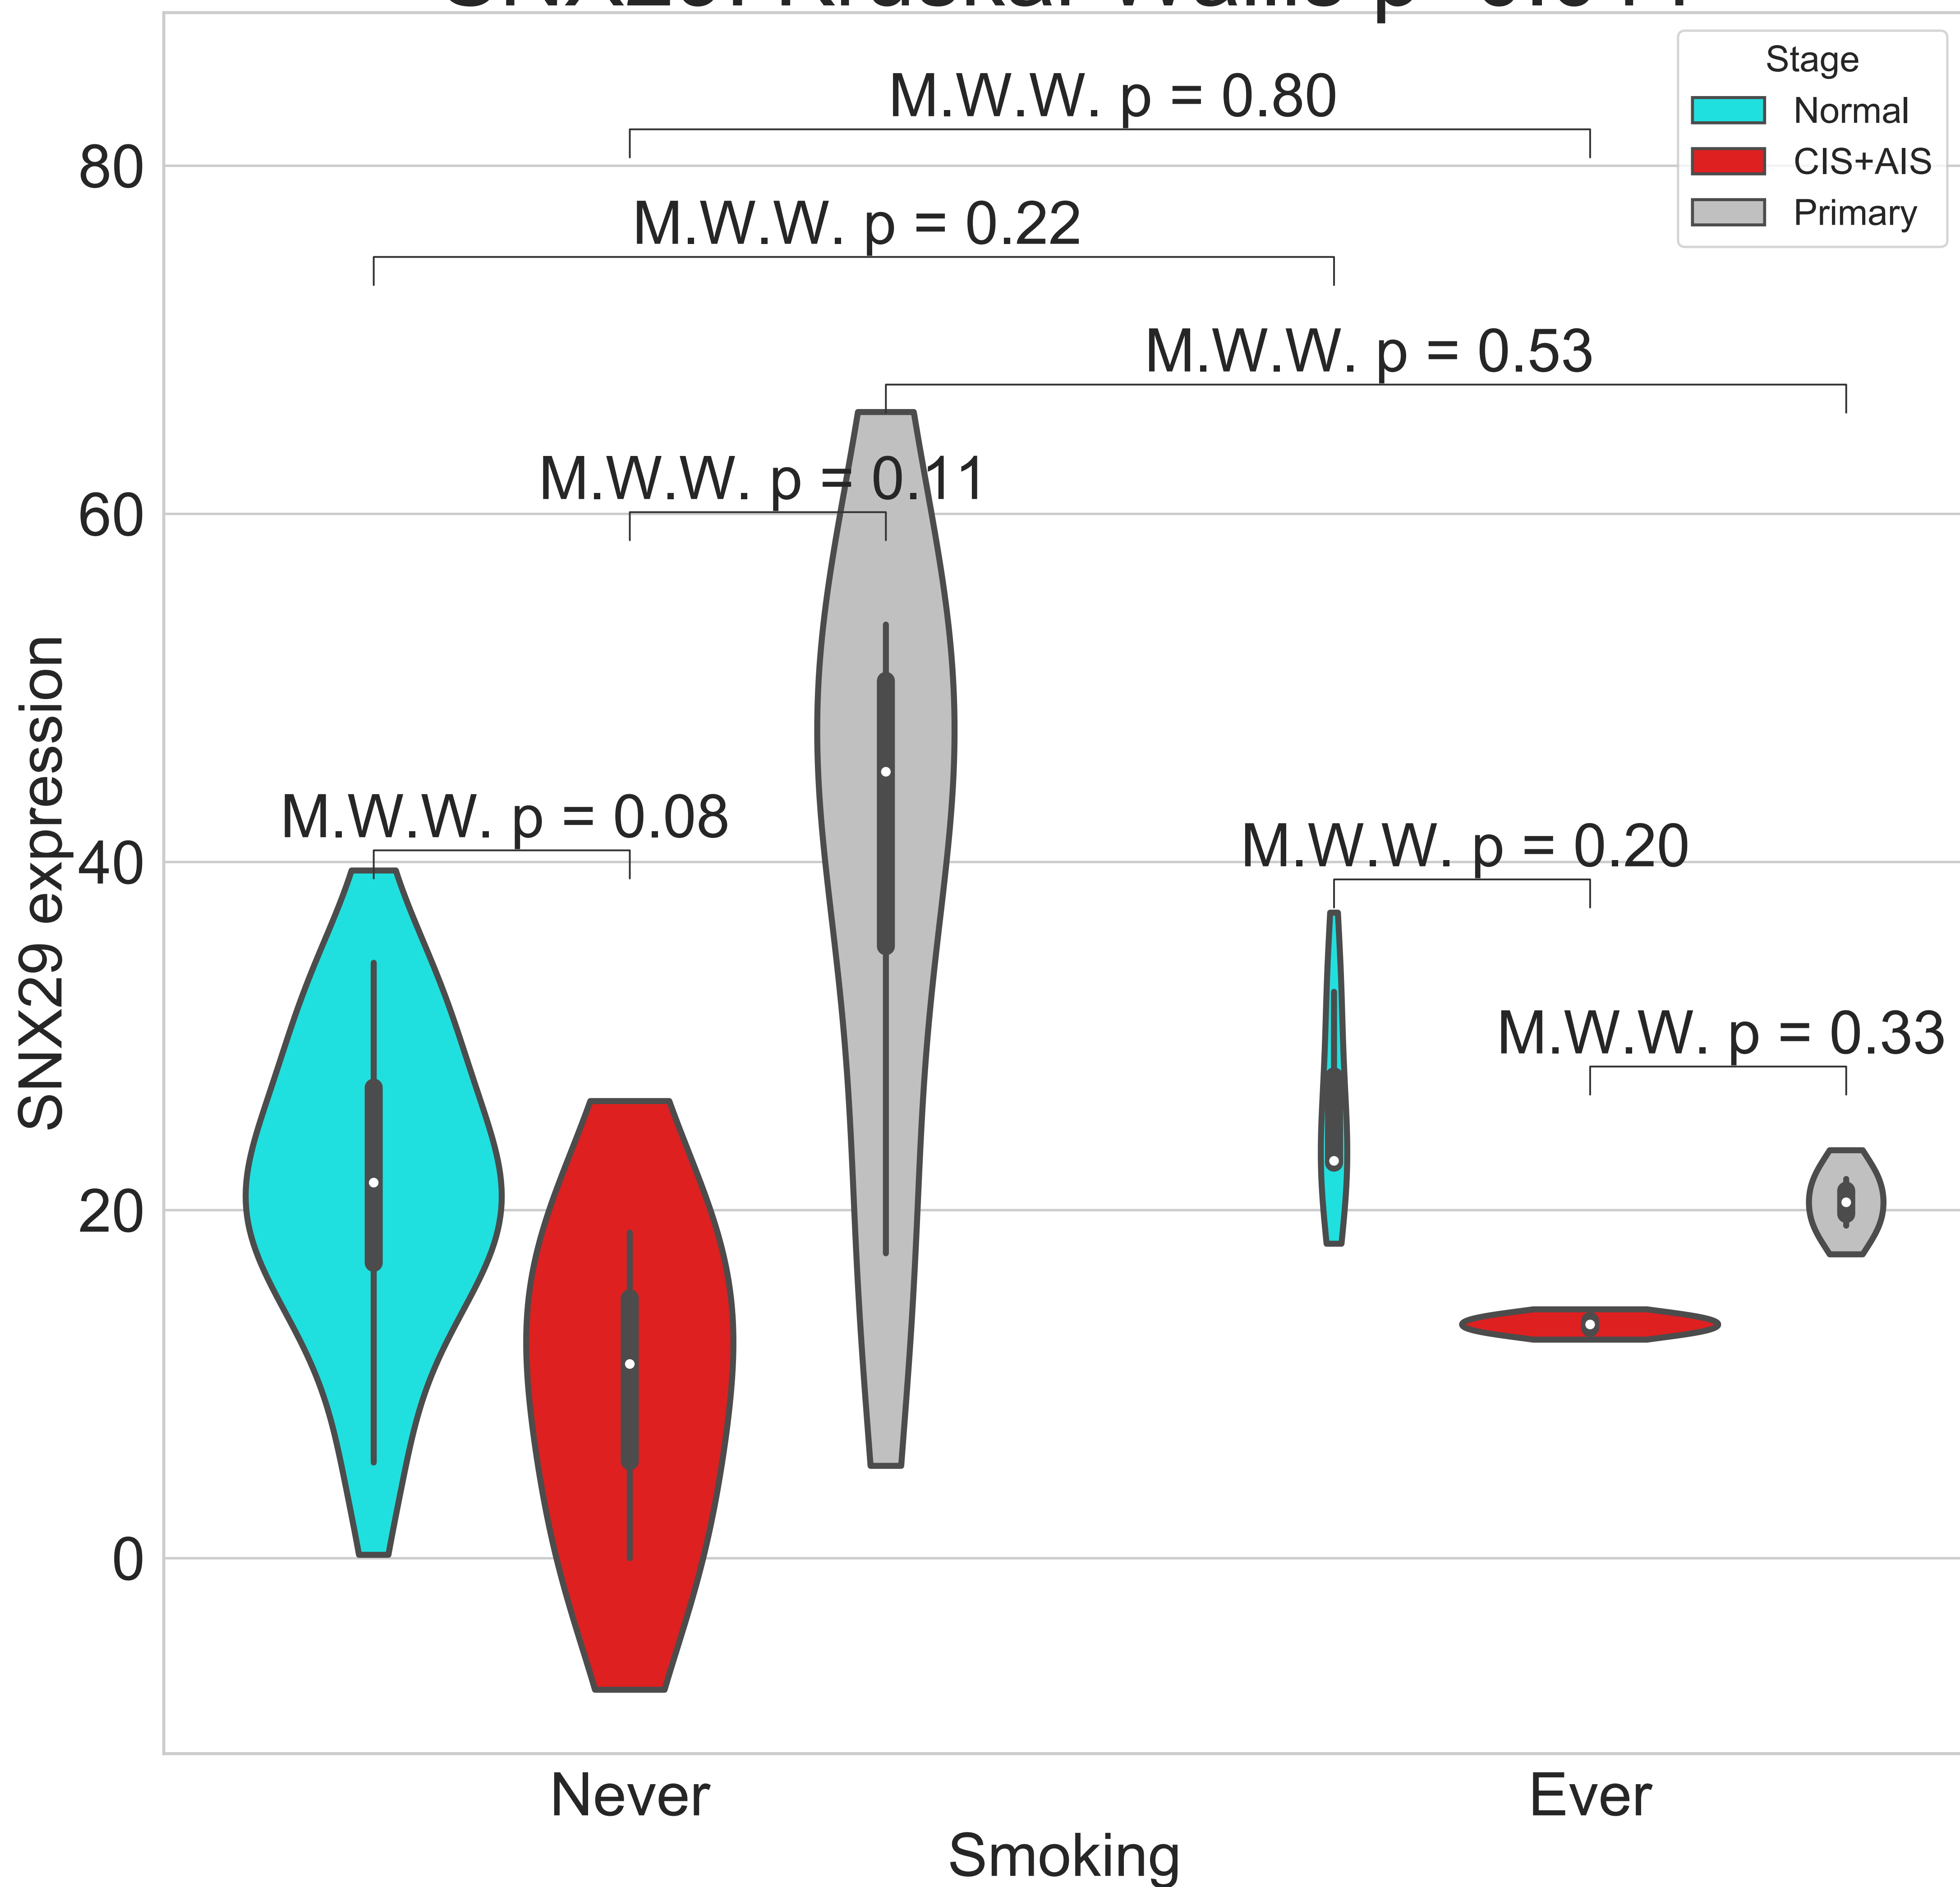 Stage
Normal
CIS+AIS
Primary
M.W.W. p = 0.80
M.W.W. p = 0.22
M.W.W. p = 0.53
M.W.W. p = 0.11
M.W.W. p = 0.08
M.W.W. p = 0.20
M.W.W. p = 0.33
SNX29 expression
80
60
40
20
0
Never
Ever
Smoking